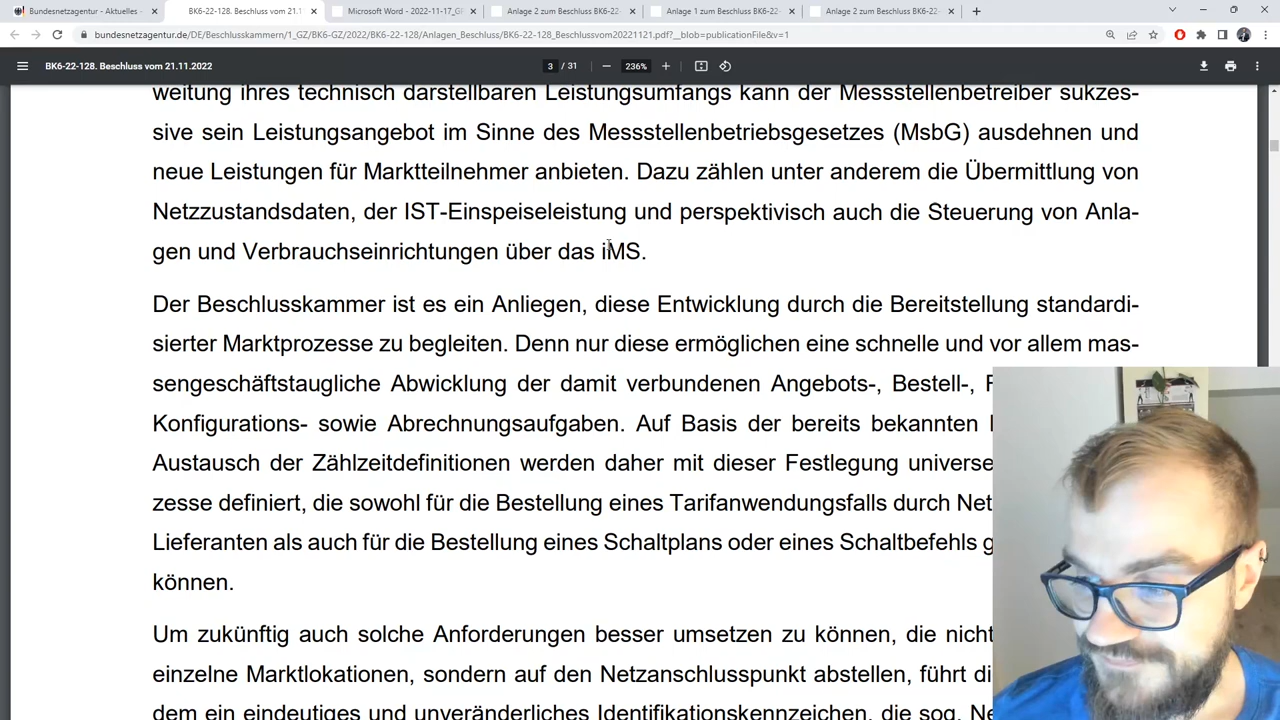 Bundesnetzagentur - Aktuelles -
BK6-22-128. Beschluss vom 21.1
Microsoft Word - 2022-11-17_G
Anlage 2 zum Beschluss BK6-22-
Anlage 1 zum Beschluss BK6-22-
Anlage 2 zum Beschluss BK6-22-
bundesnetzagentur.de/DE/Beschlusskammern/1_GZ/BK6-GZ/2022/BK6-22-128/Anlagen_Beschluss/BK6-22-128_Beschlussvom20221121.pdf?__blob=publicationFile&v=1
BK6-22-128. Beschluss vom 21.11.2022
3 / 31
236%
weitung ihres technisch darstellbaren Leistungsumfangs kann der Messstellenbetreiber sukzes-
sive sein Leistungsangebot im Sinne des Messstellenbetriebsgesetzes (MsbG) ausdehnen und
neue Leistungen für Marktteilnehmer anbieten. Dazu zählen unter anderem die Übermittlung von
Netzzustandsdaten, der IST-Einspeiseleistung und perspektivisch auch die Steuerung von Anla-
gen und Verbrauchseinrichtungen über das iMS.
Der Beschlusskammer ist es ein Anliegen, diese Entwicklung durch die Bereitstellung standardi-
sierter Marktprozesse zu begleiten. Denn nur diese ermöglichen eine schnelle und vor allem mas-
sengeschäftstaugliche Abwicklung der damit verbundenen Angebots-, Bestell-,
Konfigurations- sowie Abrechnungsaufgaben. Auf Basis der bereits bekannten
Austausch der Zählzeitdefinitionen werden daher mit dieser Festlegung universe
zesse definiert, die sowohl für die Bestellung eines Tarifanwendungsfalls durch Net
Lieferanten als auch für die Bestellung eines Schaltplans oder eines Schaltbefehls g
können.
Um zukünftig auch solche Anforderungen besser umsetzen zu können, die nicht
einzelne Marktlokationen, sondern auf den Netzanschlusspunkt abstellen, führt di
dem ein eindeutiges und unveränderliches Identifikationskennzeichen, die sog. Ne